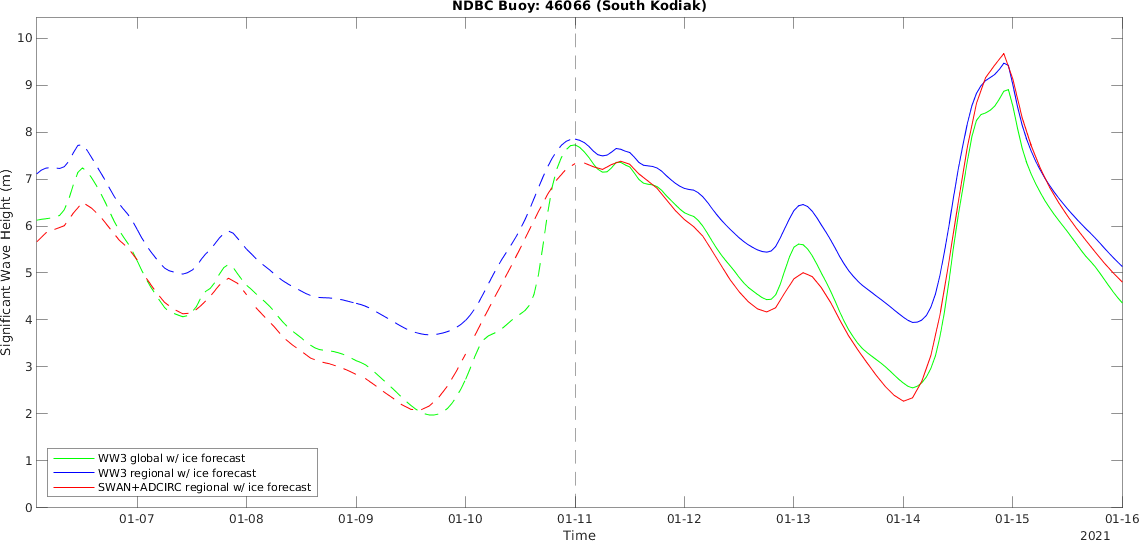 NDBC Buoy: 46066 (South Kodiak)
Significant Wave Height (m)
10
9
8
7
6
5
4
3
2
1
0
WW3 global w/ ice forecast
WW3 regional w/ ice forecast
SWAN+ADCIRC regional w/ ice forecast
01-07 01-08 01-09 01-10 01-11 01-12 01-13 01-14 01-15 01-16
Time
2021